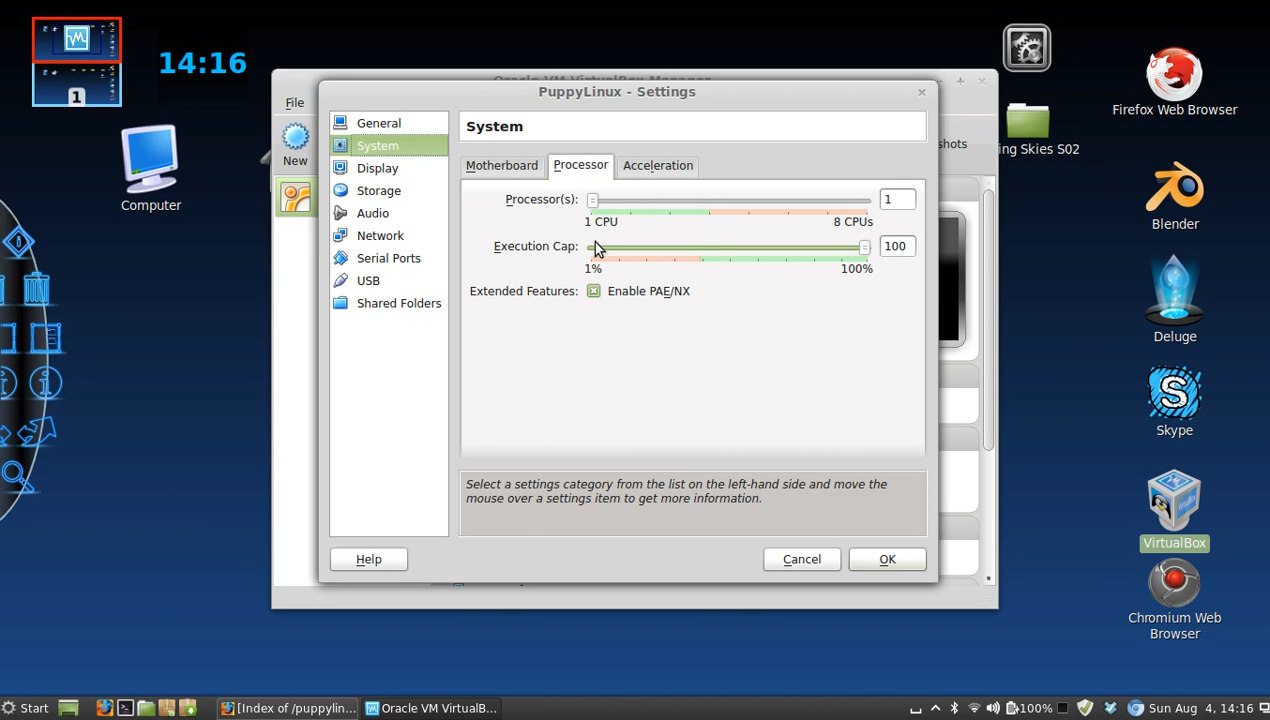 14:16
1
Computer
Oracle VM VirtualBox Manager
File
New
PuppyLinux - Settings
General
System
Display
Storage
Audio
Network
Serial Ports
USB
Shared Folders
System
Motherboard
Processor
Acceleration
Processor(s):
1
1 CPU
8 CPUs
Execution Cap:
100
1%
100%
Extended Features:
Enable PAE/NX
Select a settings category from the list on the left-hand side and move the
mouse over a settings item to get more information.
Help
Cancel
OK
ing Skies S02
Firefox Web Browser
Blender
Deluge
Skype
VirtualBox
Chromium Web
Browser
Start
[Index of /puppylin...
Oracle VM VirtualB...
100%
Sun Aug 4, 14:16